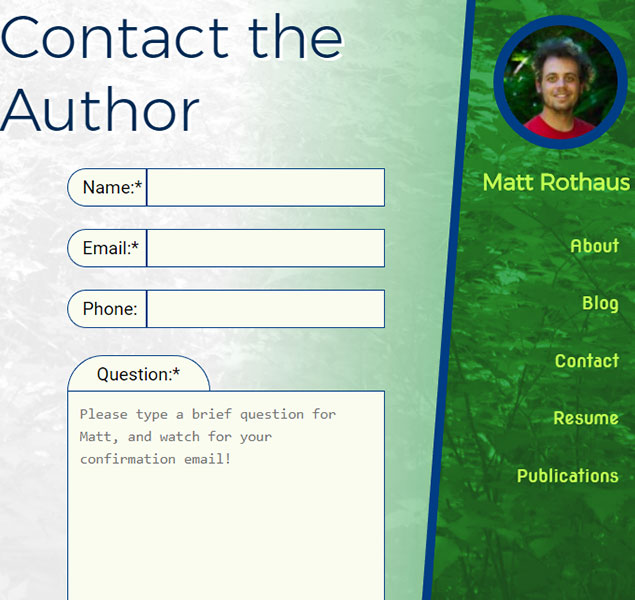 Contact the
Author
Name:*
Email:*
Phone:
Question:*
Please type a brief question for
Matt, and watch for your
confirmation email!
Matt Rothaus
About
Blog
Contact
Resume
Publications